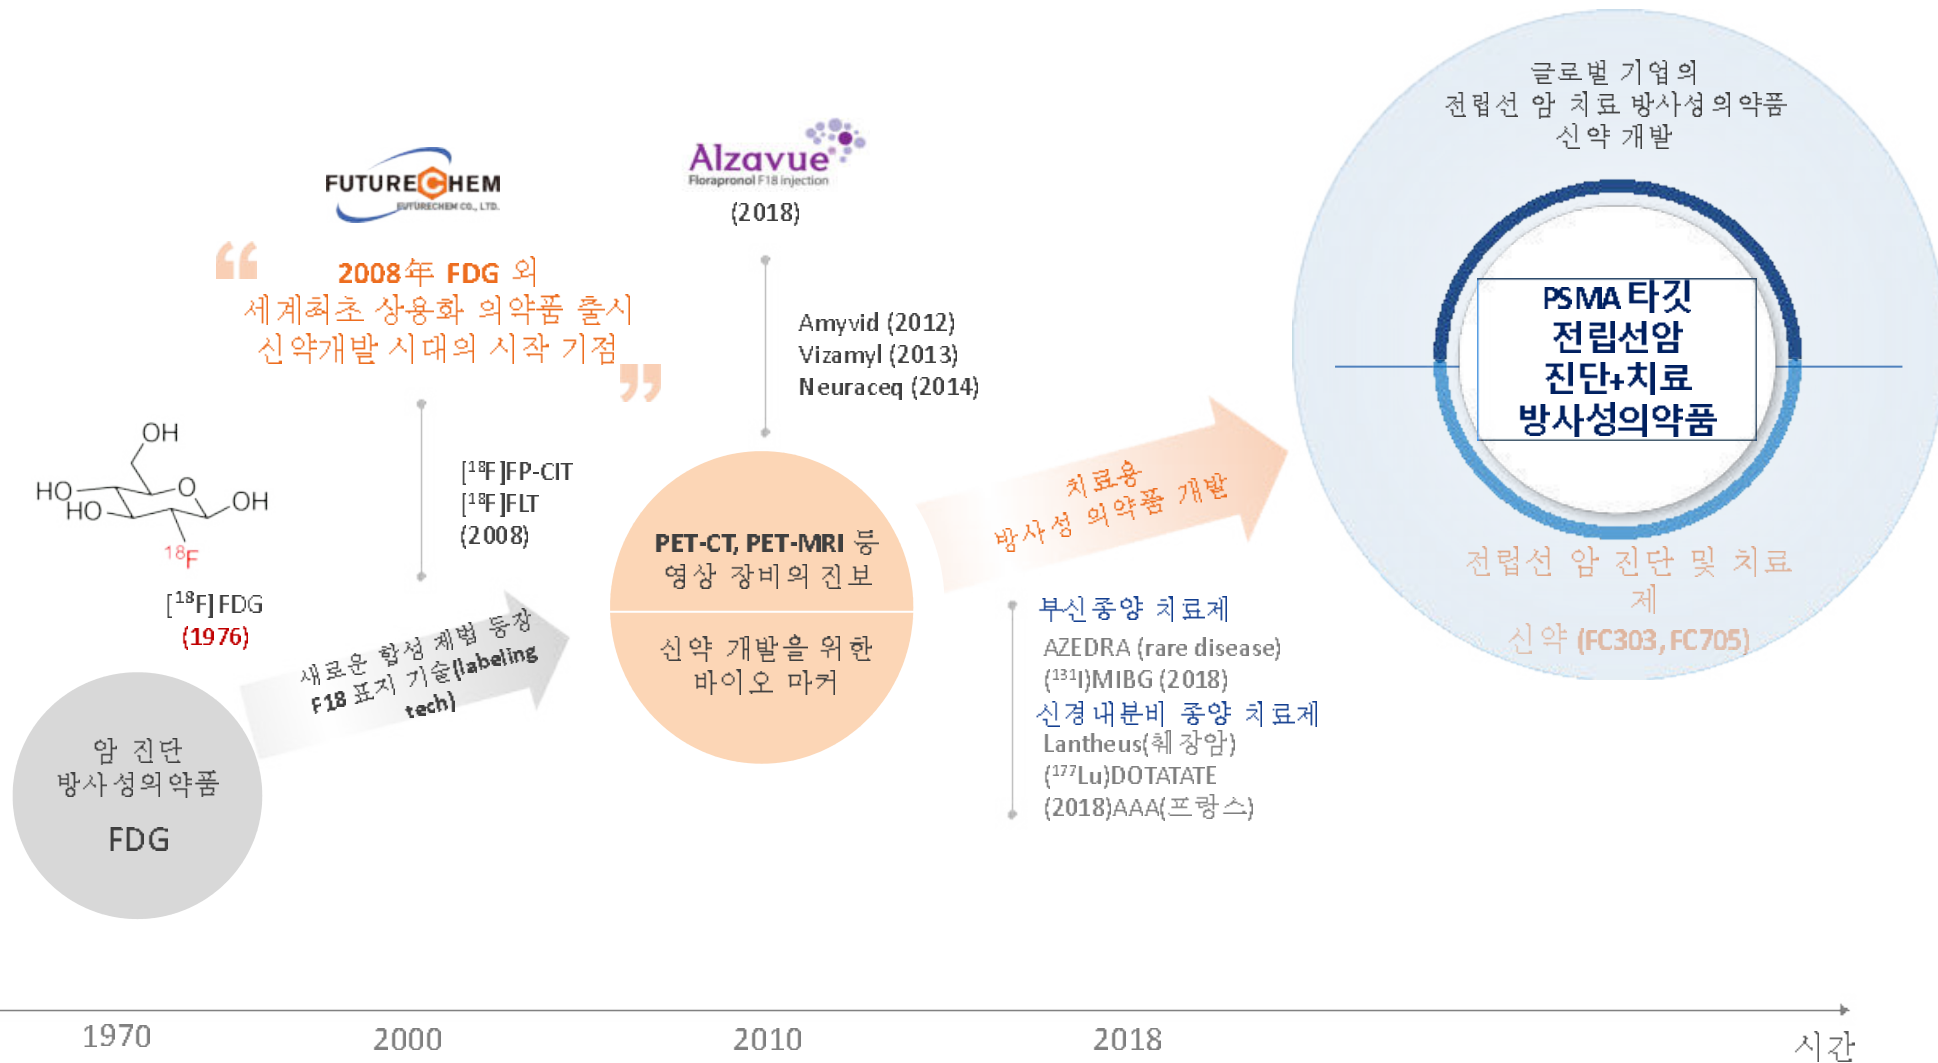 글로벌 기업의
전립선 암 치료 방사성의약품
신약 개발
PSMA 타깃
전립선암
진단+치료
방사성의약품
전립선 암 진단 및 치료
제
신약 (FC303, FC705)
FUTURECHEM
FUTURECHEM CO., LTD.
“
2008年 FDG 외
세계최초 상용화 의약품 출시
신약개발 시대의 시작 기점
”
Alzavue
Florapronol F18 injection
(2018)
Amyvid (2012)
Vizamyl (2013)
Neuraceq (2014)
OH
HO
HO
O
OH
¹⁸F
[¹⁸F] FDG
(1976)
[¹⁸F]FP-CIT
[¹⁸F]FLT
(2008)
새로운 합성 제법 등장
F18 표지 기술(labeling
tech)
암 진단
방사성의약품
FDG
PET-CT, PET-MRI 등
영상 장비의 진보
신약 개발을 위한
바이오 마커
치료용
방사성 의약품 개발
부신종양 치료제
AZEDRA (rare disease)
(¹³¹I)MIBG (2018)
신경내분비 종양 치료제
Lantheus(췌장암)
(¹⁷⁷Lu)DOTATATE
(2018)AAA(프랑스)
1970
2000
2010
2018
시간